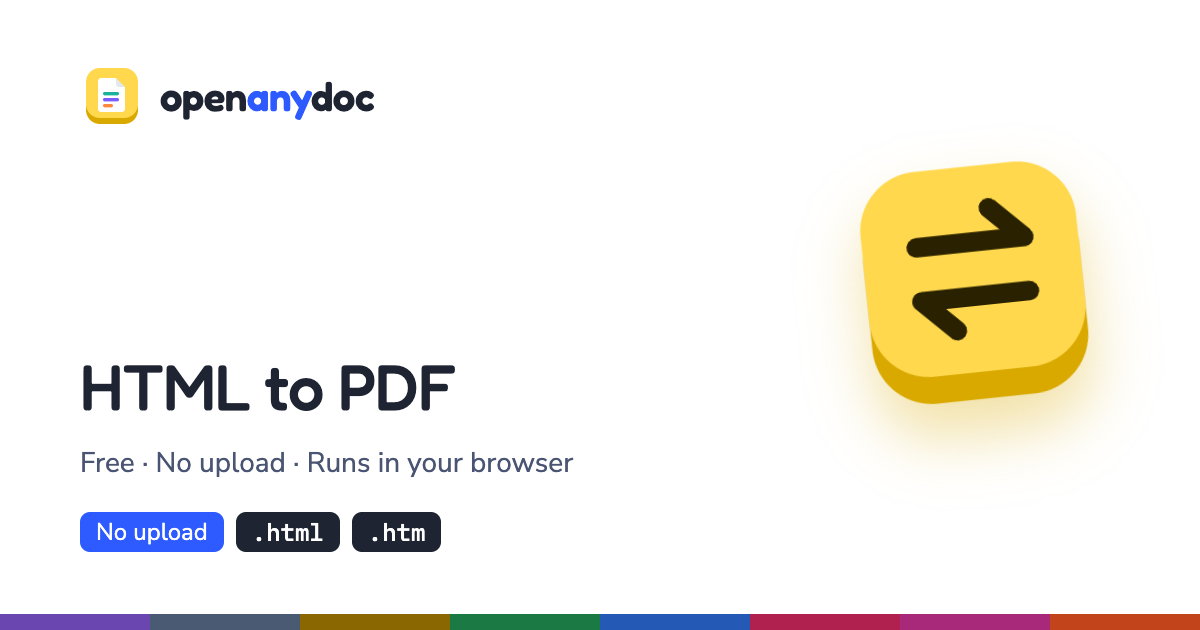 openanydoc
HTML to PDF
Free · No upload · Runs in your browser
No upload .html .htm